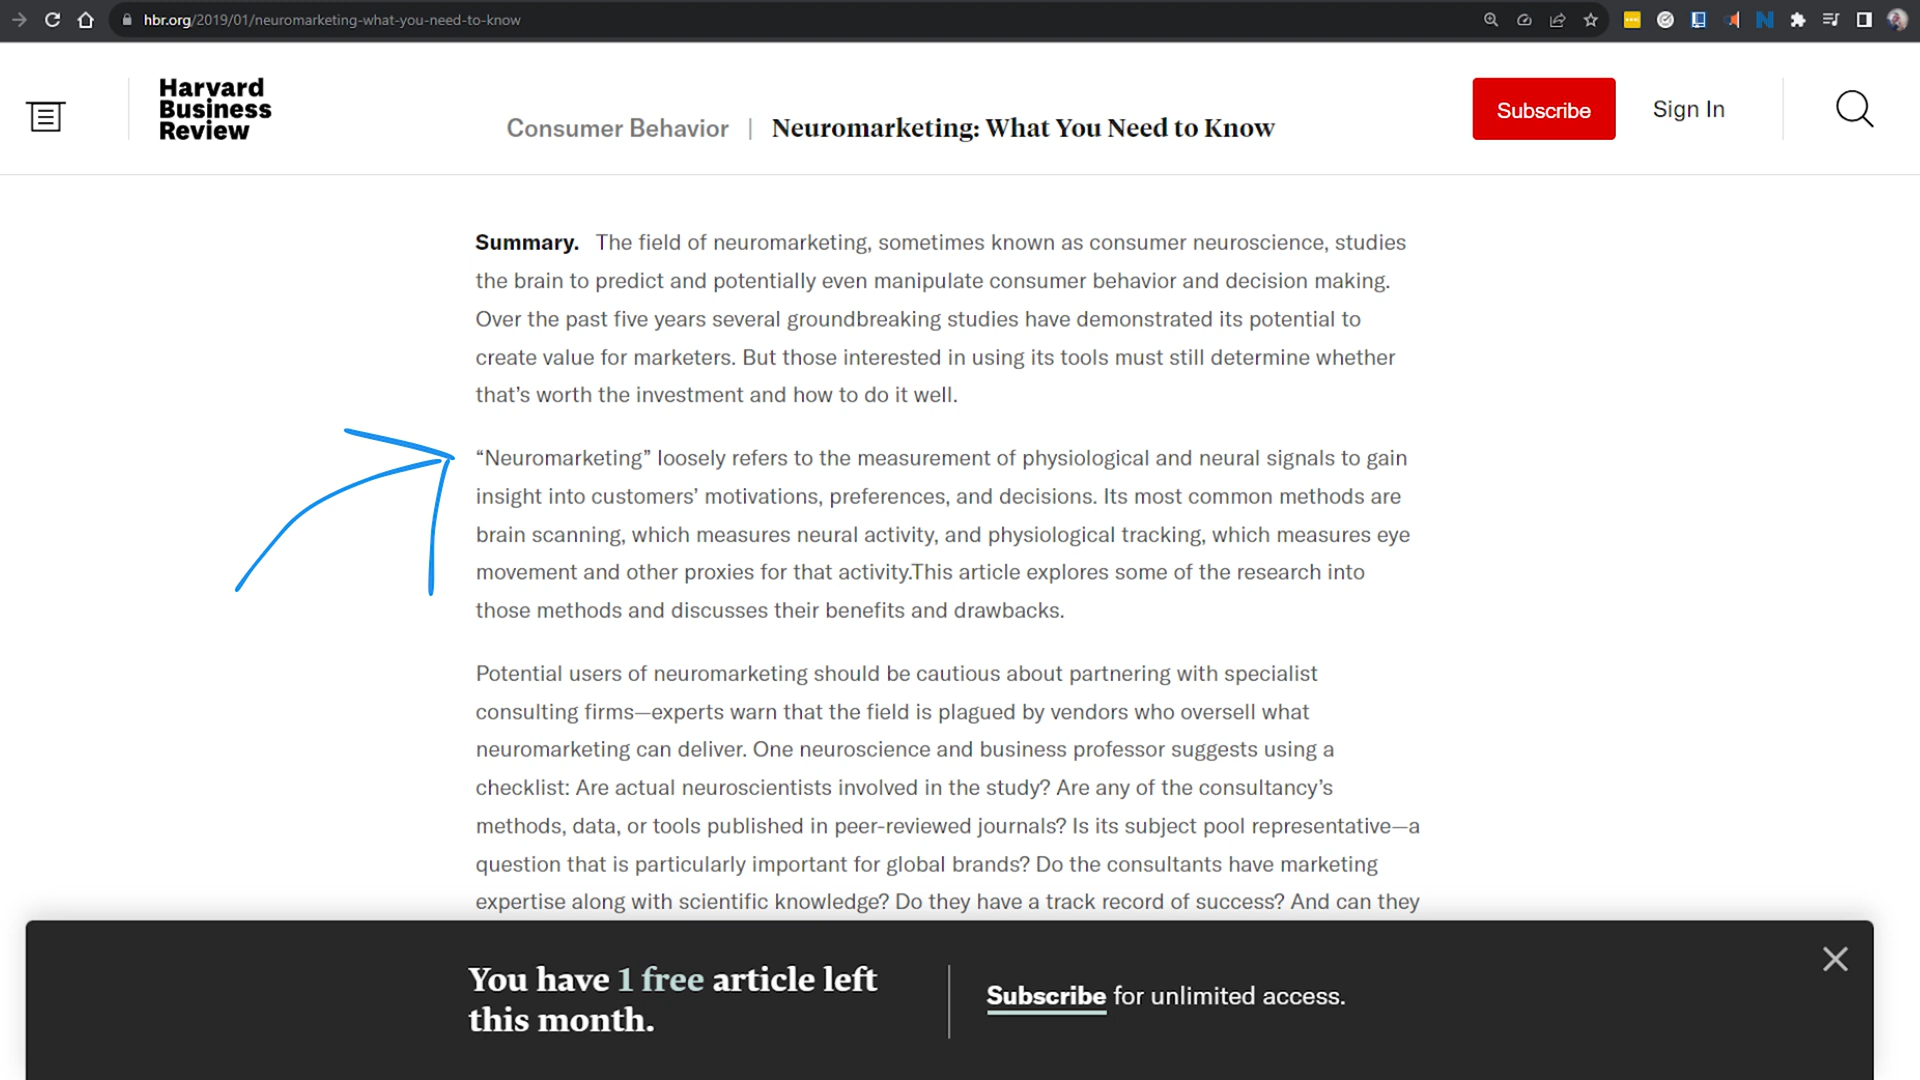 hbr.org/2019/01/neuromarketing-what-you-need-to-know
Harvard
Business
Review
Consumer Behavior | Neuromarketing: What You Need to Know
Subscribe
Sign In
Summary. The field of neuromarketing, sometimes known as consumer neuroscience, studies
the brain to predict and potentially even manipulate consumer behavior and decision making.
Over the past five years several groundbreaking studies have demonstrated its potential to
create value for marketers. But those interested in using its tools must still determine whether
that’s worth the investment and how to do it well.
“Neuromarketing” loosely refers to the measurement of physiological and neural signals to gain
insight into customers’ motivations, preferences, and decisions. Its most common methods are
brain scanning, which measures neural activity, and physiological tracking, which measures eye
movement and other proxies for that activity.This article explores some of the research into
those methods and discusses their benefits and drawbacks.
Potential users of neuromarketing should be cautious about partnering with specialist
consulting firms—experts warn that the field is plagued by vendors who oversell what
neuromarketing can deliver. One neuroscience and business professor suggests using a
checklist: Are actual neuroscientists involved in the study? Are any of the consultancy’s
methods, data, or tools published in peer-reviewed journals? Is its subject pool representative—a
question that is particularly important for global brands? Do the consultants have marketing
expertise along with scientific knowledge? Do they have a track record of success? And can they
You have 1 free article left
this month.
Subscribe for unlimited access.